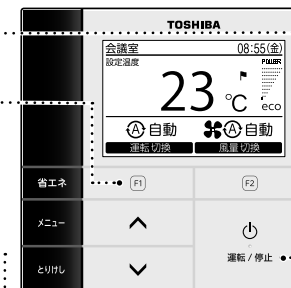 TOSHIBA
会議室 08:55(金)
設定温度 POWER
23 ℃ eco
Ⓐ自動 Ⓐ自動
運転切換 風量切換
省エネ F1 F2
メニュー
運転 / 停止
とりけし